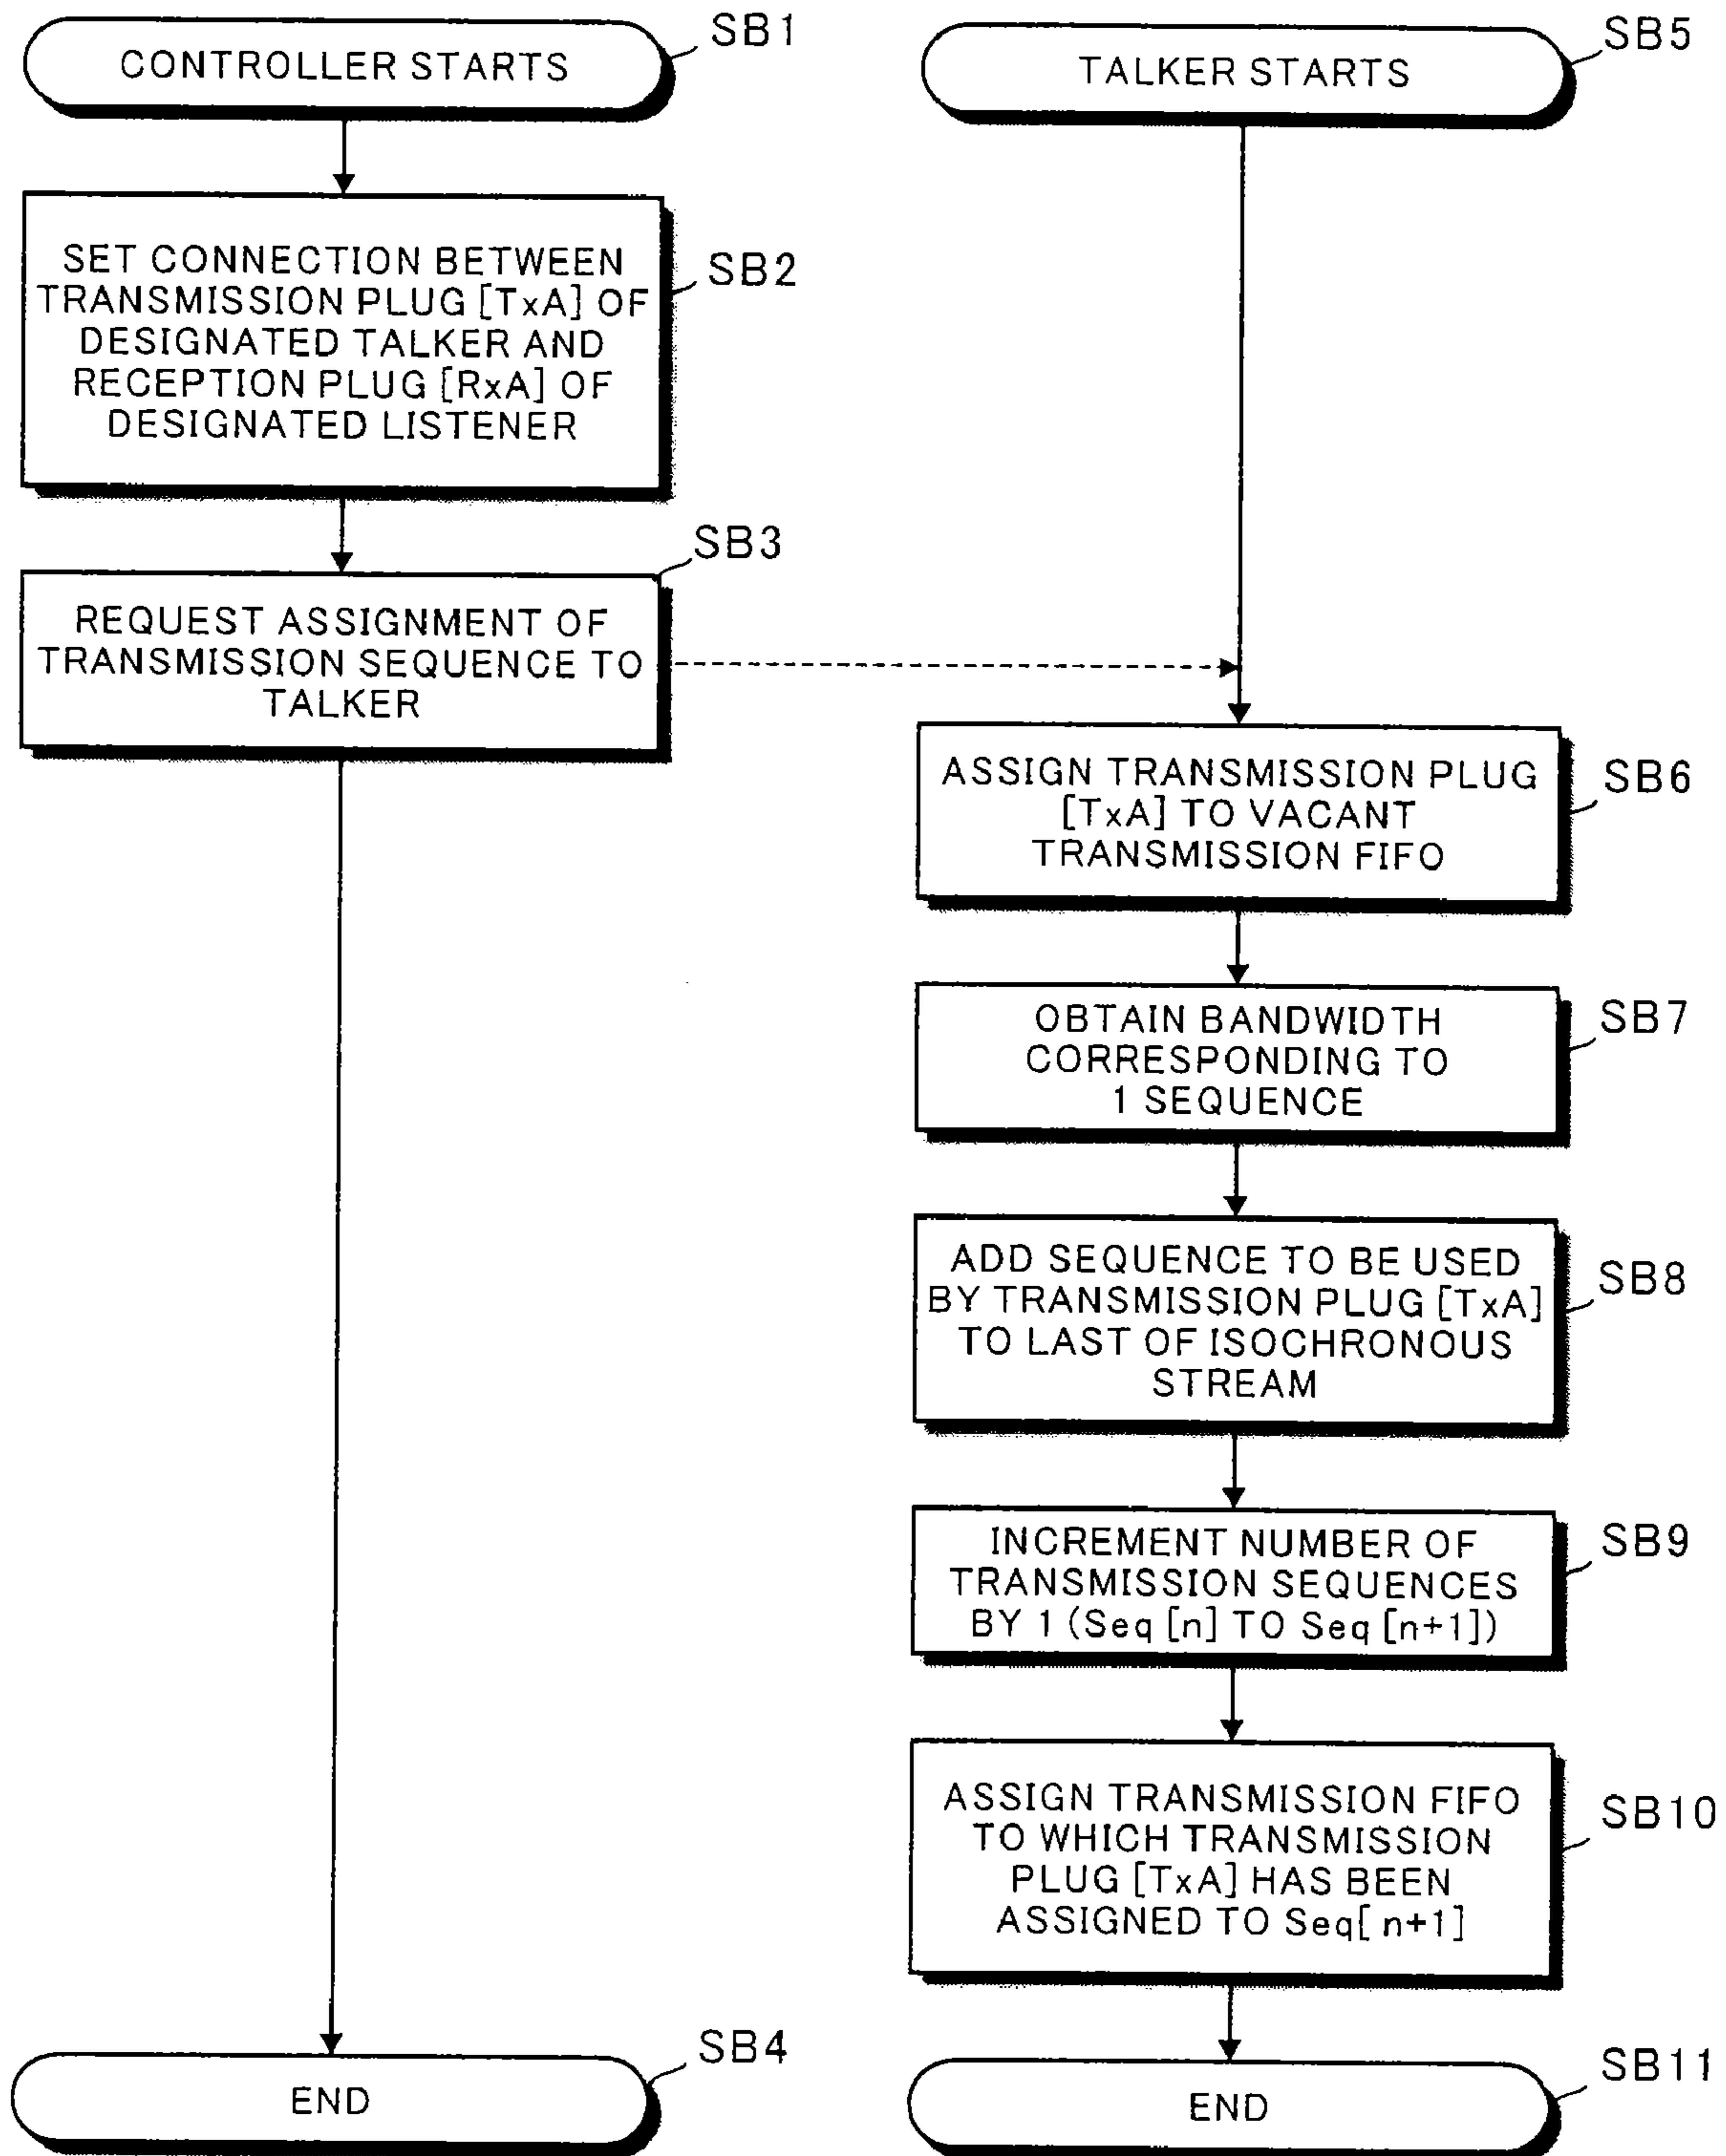 CONTROLLER STARTS
SB1
SET CONNECTION BETWEEN
TRANSMISSION PLUG [TxA] OF
DESIGNATED TALKER AND
RECEPTION PLUG [RxA] OF
DESIGNATED LISTENER
SB2
REQUEST ASSIGNMENT OF
TRANSMISSION SEQUENCE TO
TALKER
SB3
END
SB4
TALKER STARTS
SB5
ASSIGN TRANSMISSION PLUG
[TxA] TO VACANT
TRANSMISSION FIFO
SB6
OBTAIN BANDWIDTH
CORRESPONDING TO
1 SEQUENCE
SB7
ADD SEQUENCE TO BE USED
BY TRANSMISSION PLUG [TxA]
TO LAST OF ISOCHRONOUS
STREAM
SB8
INCREMENT NUMBER OF
TRANSMISSION SEQUENCES
BY 1 (Seq [n] TO Seq [n+1])
SB9
ASSIGN TRANSMISSION FIFO
TO WHICH TRANSMISSION
PLUG [TxA] HAS BEEN
ASSIGNED TO Seq[ n+1]
SB10
END
SB11